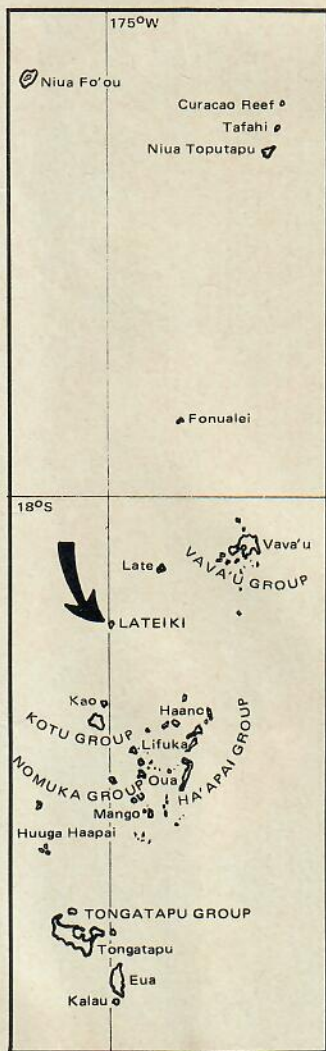 175°W
Niua Fo'ou
Curacao Reef
Tafahi
Niua Toputapu
Fonualei
18°S
Vava'u
VAVA'U GROUP
Late
LATEIKI
Kao
Haano
KOTU GROUP
Lifuka
HA'APAI GROUP
NOMUKA GROUP
Oua
Mango
Huuga Haapai
TONGATAPU GROUP
Tongatapu
Eua
Kalau